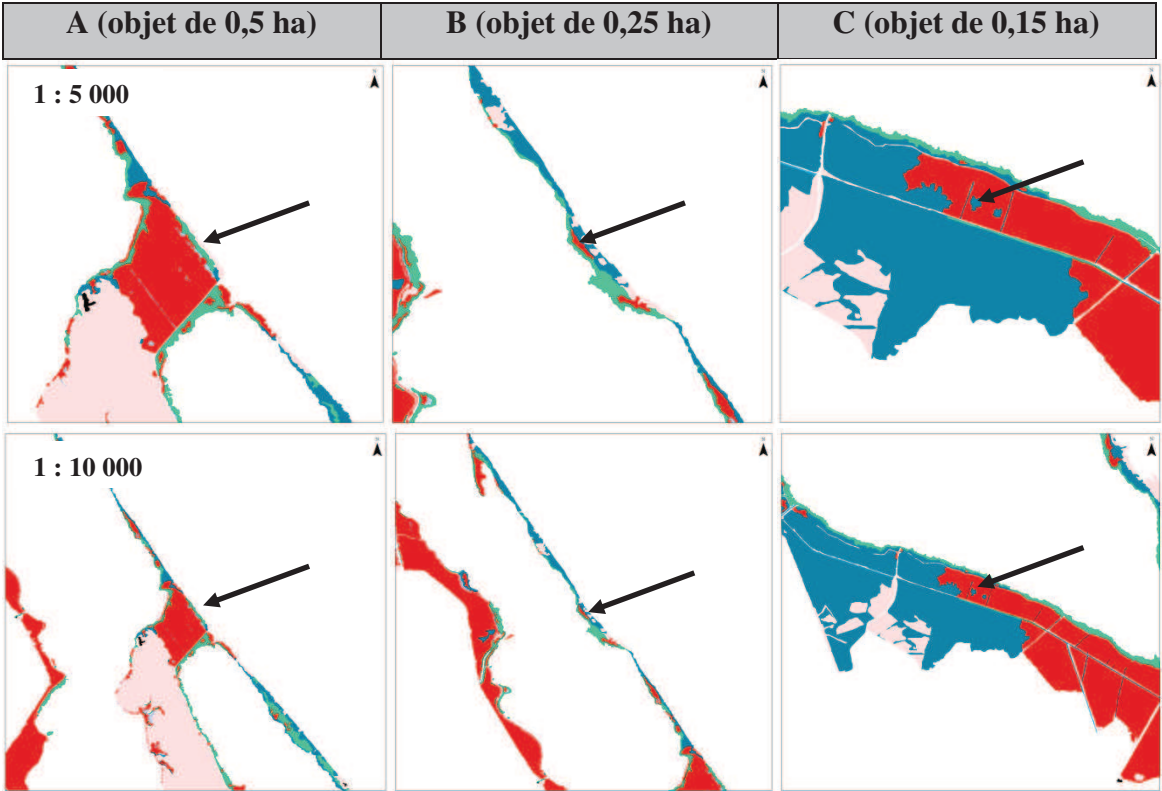 A (objet de 0,5 ha)
B (objet de 0,25 ha)
C (objet de 0,15 ha)
1 : 5 000
1 : 10 000